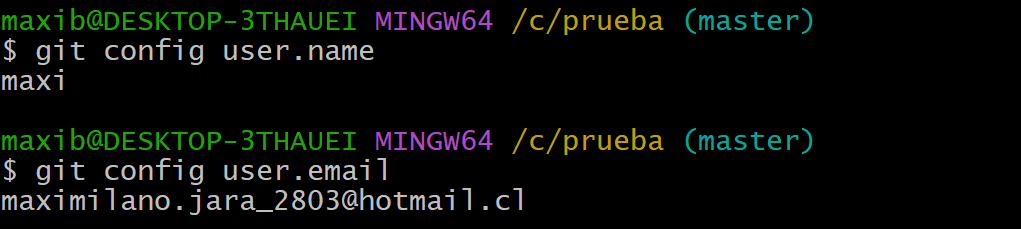 maxib@DESKTOP-3THAUEI MINGW64 /c/prueba (master)
$ git config user.name
maxi
maxib@DESKTOP-3THAUEI MINGW64 /c/prueba (master)
$ git config user.email
maximilano.jara_2803@hotmail.cl